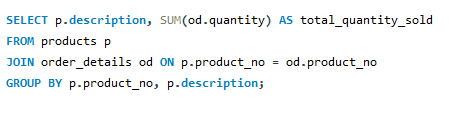 SELECT p.description, SUM(od.quantity) AS total_quantity_sold
FROM products p
JOIN order_details od ON p.product_no = od.product_no
GROUP BY p.product_no, p.description;